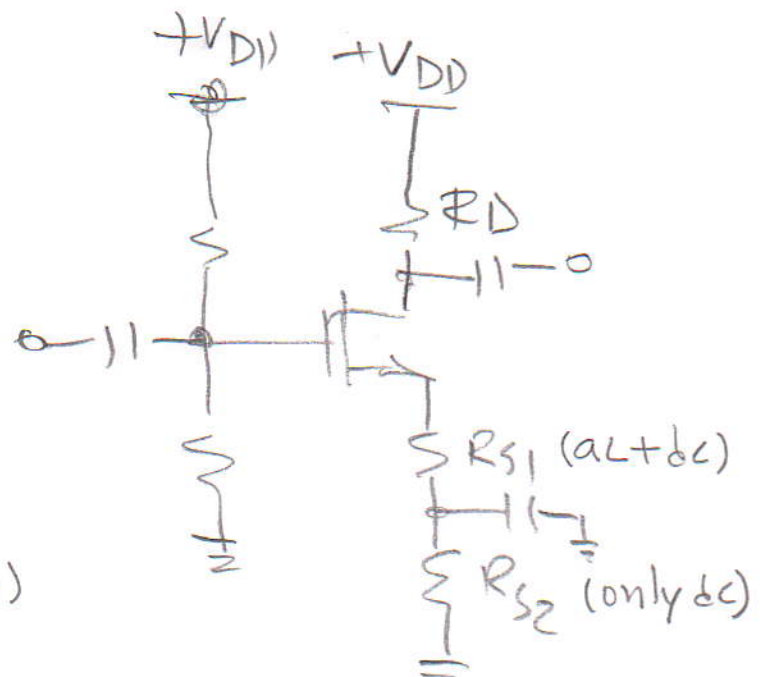 +VDD
+VDD
RD
RS1 (ac+dc)
RS2 (only dc)
)